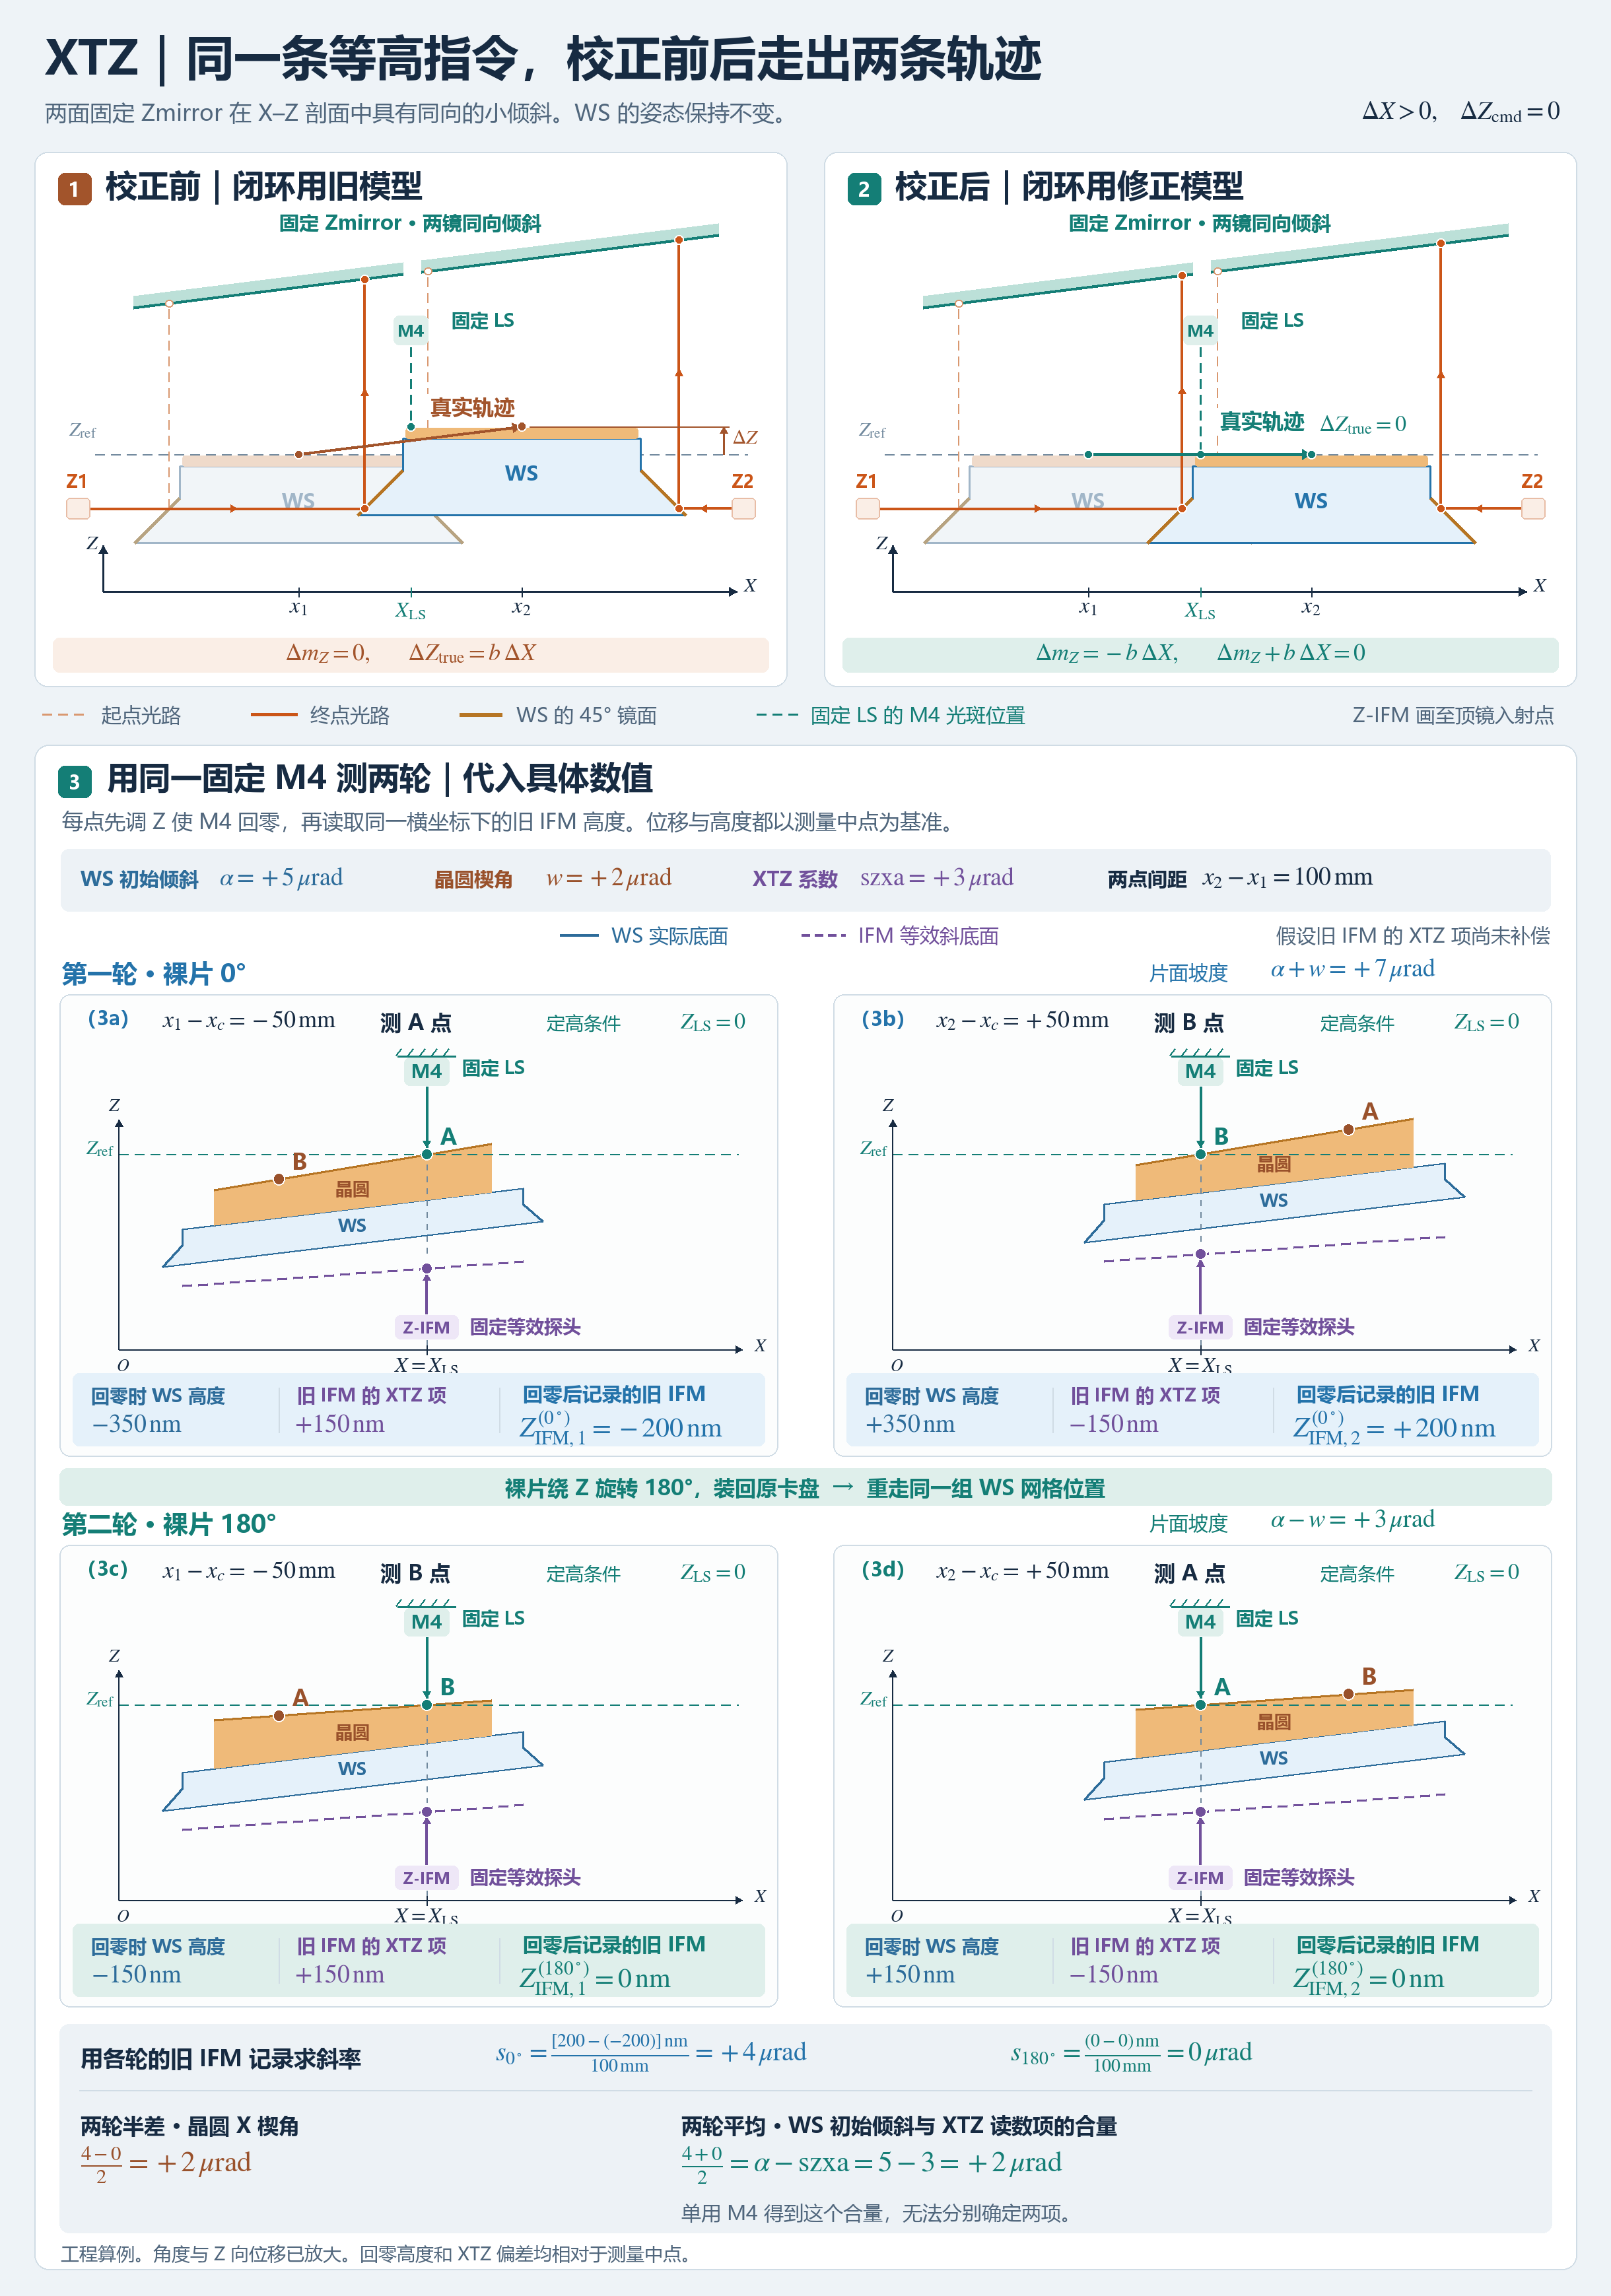 XTZ｜同一条等高指令，校正前后走出两条轨迹
两面固定 Zmirror 在 X–Z 剖面中具有同向的小倾斜。WS 的姿态保持不变。
ΔX>0, ΔZcmd=0
1 校正前｜闭环用旧模型
固定 Zmirror • 两镜同向倾斜
M4 固定 LS
真实轨迹
Zref
ΔZ
Z1 WS WS Z2
Z
X
x1 XLS x2
ΔmZ=0, ΔZtrue=b ΔX
2 校正后｜闭环用修正模型
固定 Zmirror • 两镜同向倾斜
M4 固定 LS
真实轨迹 ΔZtrue=0
Zref
Z1 WS WS Z2
Z
X
x1 XLS x2
ΔmZ=−b ΔX, ΔmZ+b ΔX=0
起点光路 终点光路 WS 的 45° 镜面 固定 LS 的 M4 光斑位置 Z-IFM 画至顶镜入射点
3 用同一固定 M4 测两轮｜代入具体数值
每点先调 Z 使 M4 回零，再读取同一横坐标下的旧 IFM 高度。位移与高度都以测量中点为基准。
WS 初始倾斜 α=+5 μrad 晶圆楔角 w=+2 μrad XTZ 系数 szxa=+3 μrad 两点间距 x2−x1=100 mm
WS 实际底面 IFM 等效斜底面 假设旧 IFM 的 XTZ 项尚未补偿
第一轮 • 裸片 0° 片面坡度 α+w=+7 μrad
(3a) x1−xc=−50 mm 测 A 点 定高条件 ZLS=0
M4 固定 LS
Z
Zref
A
B
晶圆
WS
Z-IFM 固定等效探头
X
O X=XLS
回零时 WS 高度 旧 IFM 的 XTZ 项 回零后记录的旧 IFM
−350 nm +150 nm Z(0°)IFM, 1=−200 nm
(3b) x2−xc=+50 mm 测 B 点 定高条件 ZLS=0
M4 固定 LS
Z
A
Zref
B
晶圆
WS
Z-IFM 固定等效探头
X
O X=XLS
回零时 WS 高度 旧 IFM 的 XTZ 项 回零后记录的旧 IFM
+350 nm −150 nm Z(0°)IFM, 2=+200 nm
裸片绕 Z 旋转 180°，装回原卡盘 → 重走同一组 WS 网格位置
第二轮 • 裸片 180° 片面坡度 α−w=+3 μrad
(3c) x1−xc=−50 mm 测 B 点 定高条件 ZLS=0
M4 固定 LS
Z
Zref
B
A
晶圆
WS
Z-IFM 固定等效探头
X
O X=XLS
回零时 WS 高度 旧 IFM 的 XTZ 项 回零后记录的旧 IFM
−150 nm +150 nm Z(180°)IFM, 1=0 nm
(3d) x2−xc=+50 mm 测 A 点 定高条件 ZLS=0
M4 固定 LS
Z
Zref
A
B
晶圆
WS
Z-IFM 固定等效探头
X
O X=XLS
回零时 WS 高度 旧 IFM 的 XTZ 项 回零后记录的旧 IFM
+150 nm −150 nm Z(180°)IFM, 2=0 nm
用各轮的旧 IFM 记录求斜率 s0°=[200−(−200)] nm/100 mm=+4 μrad s180°=(0−0) nm/100 mm=0 μrad
两轮半差 • 晶圆 X 楔角 两轮平均 • WS 初始倾斜与 XTZ 读数项的合量
4−0/2=+2 μrad 4+0/2=α−szxa=5−3=+2 μrad
单用 M4 得到这个合量，无法分别确定两项。
工程算例。角度与 Z 向位移已放大。回零高度和 XTZ 偏差均相对于测量中点。